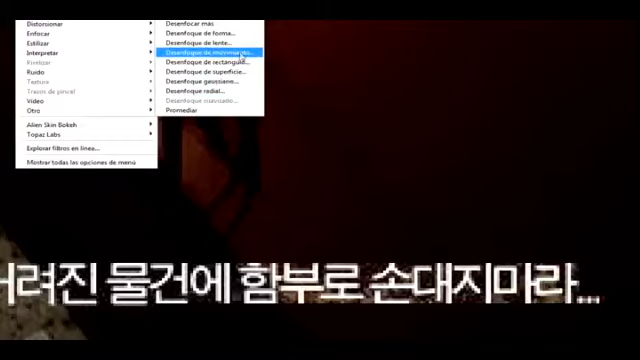 Distorsionar
Enfocar
Estilizar
Interpretar
Pixelizar
Ruido
Textura
Trazos de pincel
Vídeo
Otro
Alien Skin Bokeh
Topaz Labs
Explorar filtros en línea...
Mostrar todas las opciones de menú
Desenfocar más
Desenfoque de forma...
Desenfoque de lente...
Desenfoque de movimiento...
Desenfoque de rectángulo...
Desenfoque de superficie...
Desenfoque gaussiano...
Desenfoque radial...
Desenfoque suavizado...
Promediar
려진 물건에 함부로 손대지마라...